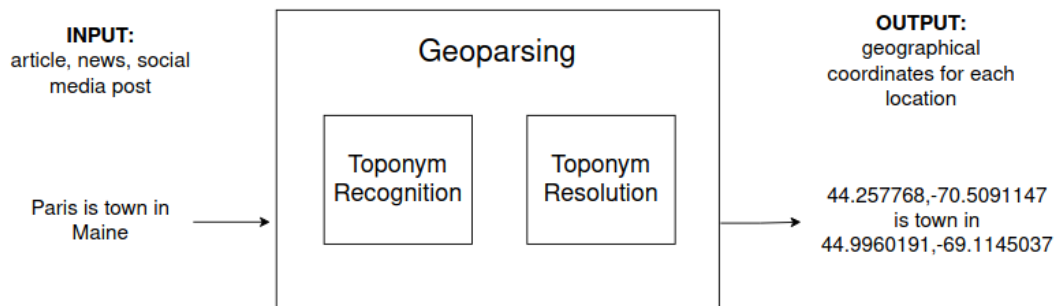 INPUT:
article, news, social
media post
Geoparsing
OUTPUT:
geographical
coordinates for each
location
Toponym
Recognition
Toponym
Resolution
Paris is town in
Maine
44.257768,-70.5091147
is town in
44.9960191,-69.1145037